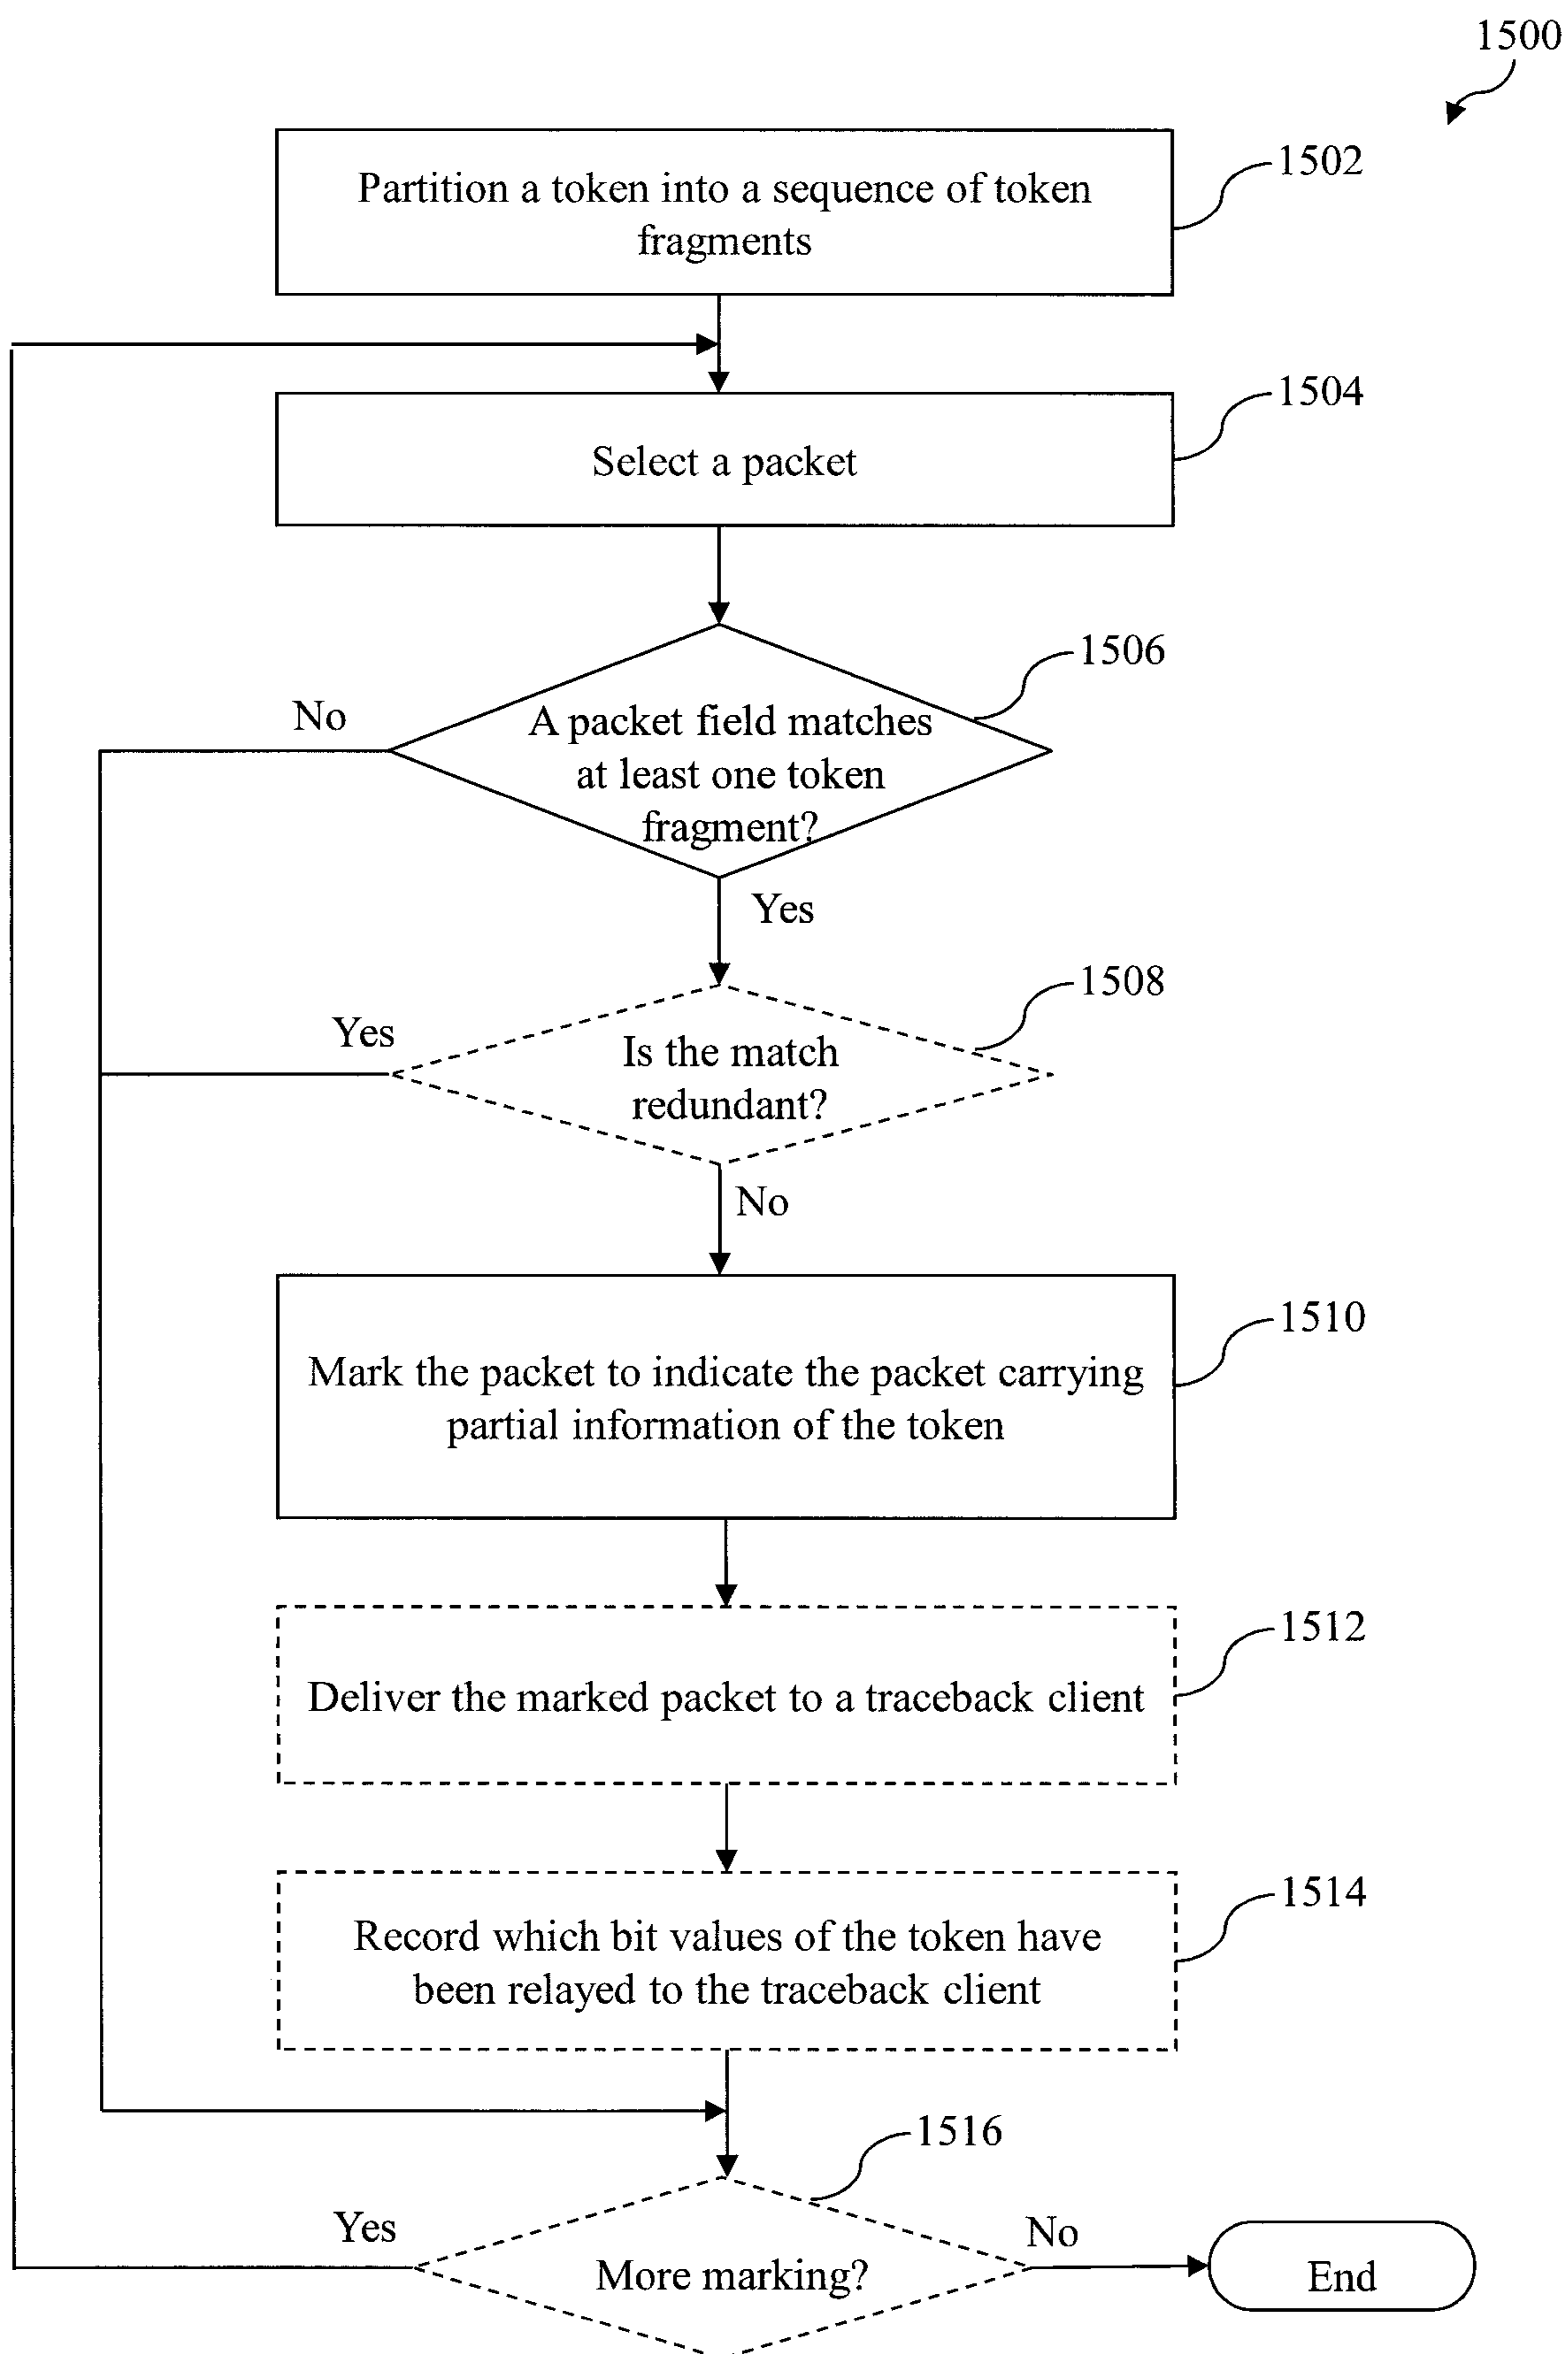 1500
1502
Partition a token into a sequence of token
fragments
1504
Select a packet
1506
No
A packet field matches
at least one token
fragment?
Yes
1508
Yes
Is the match
redundant?
No
1510
Mark the packet to indicate the packet carrying
partial information of the token
1512
Deliver the marked packet to a traceback client
1514
Record which bit values of the token have
been relayed to the traceback client
1516
Yes
No
More marking?
End